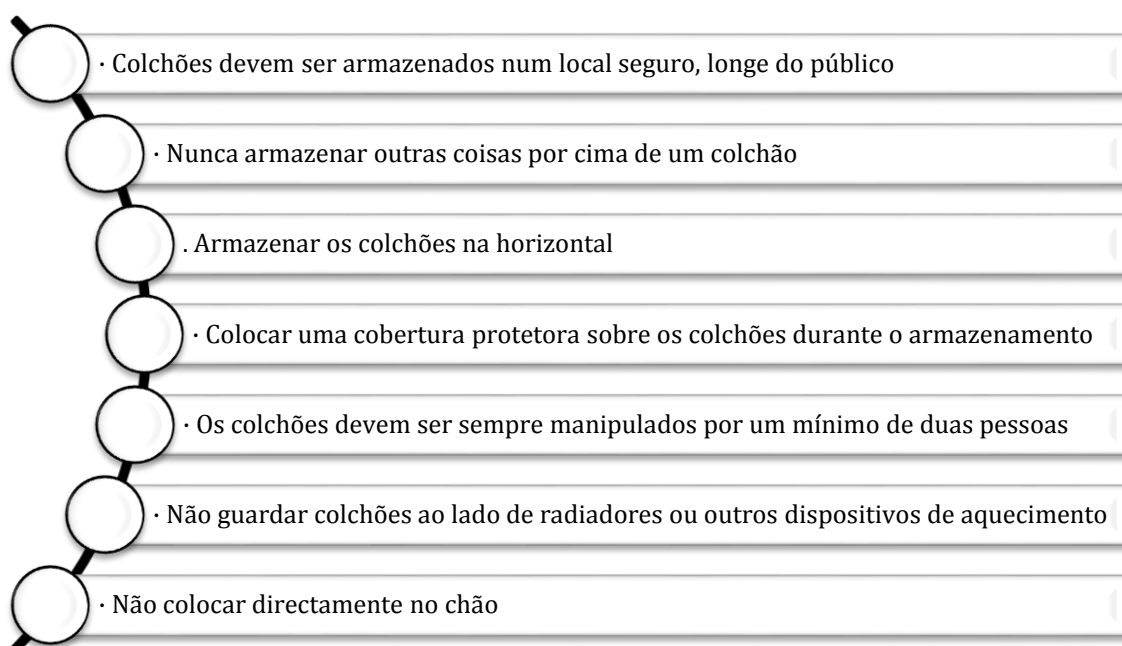 · Colchões devem ser armazenados num local seguro, longe do público
· Nunca armazenar outras coisas por cima de um colchão
. Armazenar os colchões na horizontal
· Colocar uma cobertura protetora sobre os colchões durante o armazenamento
· Os colchões devem ser sempre manipulados por um mínimo de duas pessoas
· Não guardar colchões ao lado de radiadores ou outros dispositivos de aquecimento
· Não colocar directamente no chão